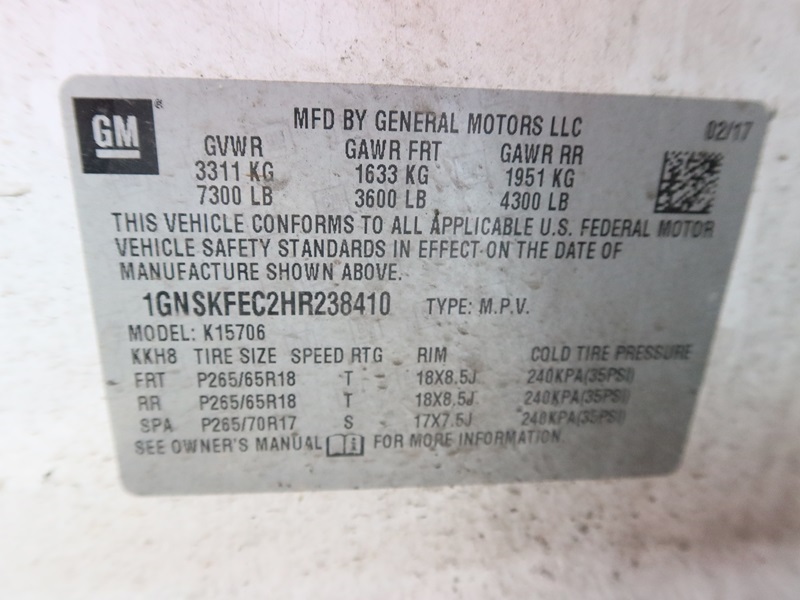 GM ®
MFD BY GENERAL MOTORS LLC 02/17
GVWR GAWR FRT GAWR RR
3311 KG 1633 KG 1951 KG
7300 LB 3600 LB 4300 LB
THIS VEHICLE CONFORMS TO ALL APPLICABLE U.S. FEDERAL MOTOR
VEHICLE SAFETY STANDARDS IN EFFECT ON THE DATE OF
MANUFACTURE SHOWN ABOVE.
1GNSKFEC2HR238410 TYPE: M.P.V.
MODEL: K15706
KKH8 TIRE SIZE SPEED RTG RIM COLD TIRE PRESSURE
FRT P265/65R18 T 18X8.5J 240KPA(35PSI)
RR P265/65R18 T 18X8.5J 240KPA(35PSI)
SPA P265/70R17 S 17X7.5J 240KPA(35PSI)
SEE OWNER'S MANUAL FOR MORE INFORMATION.